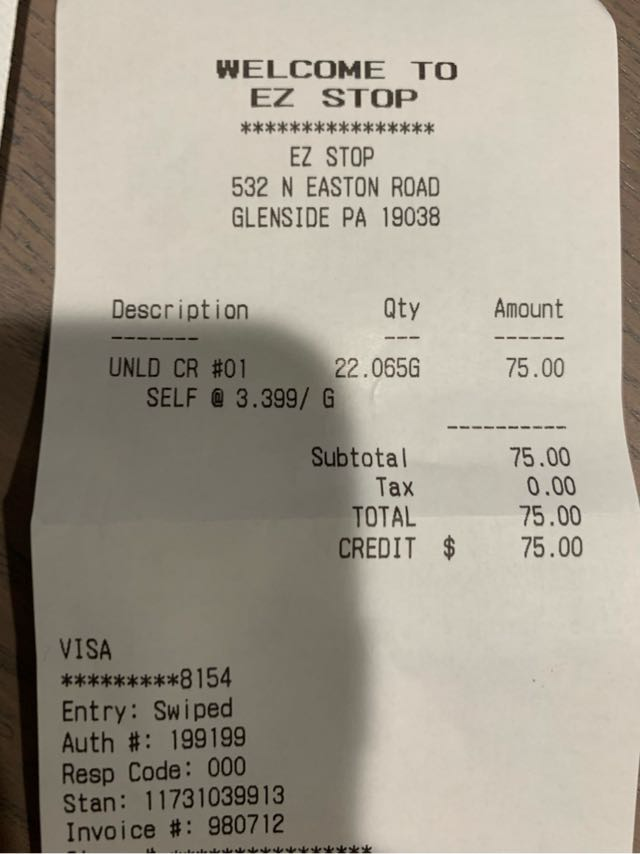 WELCOME TO
EZ STOP
****************
EZ STOP
532 N EASTON ROAD
GLENSIDE PA 19038
Description Qty Amount
------- --- ------
UNLD CR #01 22.065G 75.00
SELF @ 3.399/ G
----------
Subtotal 75.00
Tax 0.00
TOTAL 75.00
CREDIT $ 75.00
VISA
*********8154
Entry: Swiped
Auth #: 199199
Resp Code: 000
Stan: 11731039913
Invoice #: 980712